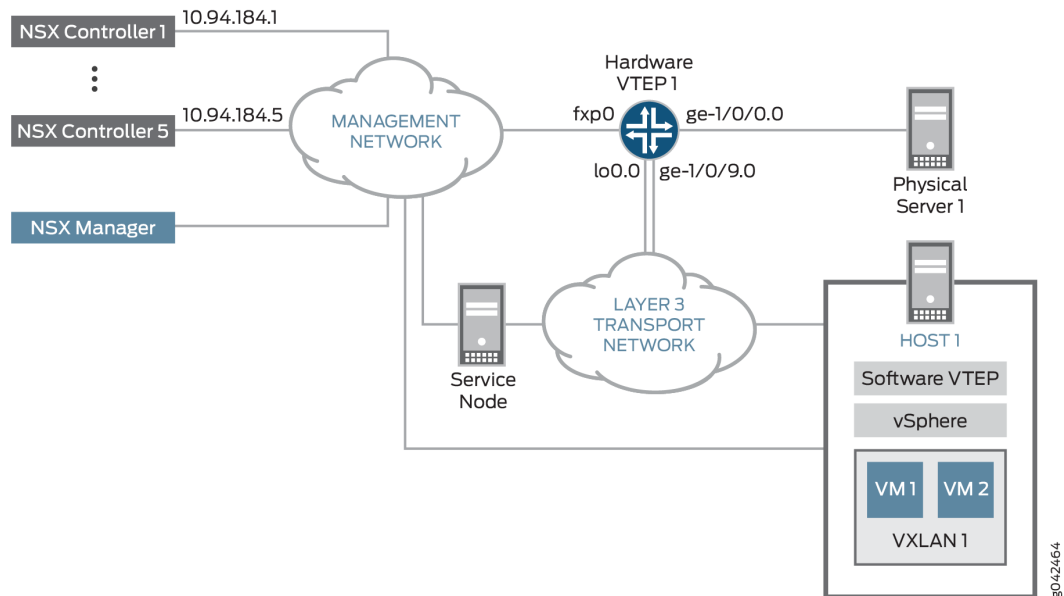 NSX Controller 1
10.94.184.1
NSX Controller 5
10.94.184.5
NSX Manager
MANAGEMENT
NETWORK
Hardware
VTEP 1
fxp0
ge-1/0/0.0
lo0.0
ge-1/0/9.0
Physical
Server 1
LAYER 3
TRANSPORT
NETWORK
Service
Node
HOST 1
Software VTEP
vSphere
VM 1
VM 2
VXLAN 1
g042464